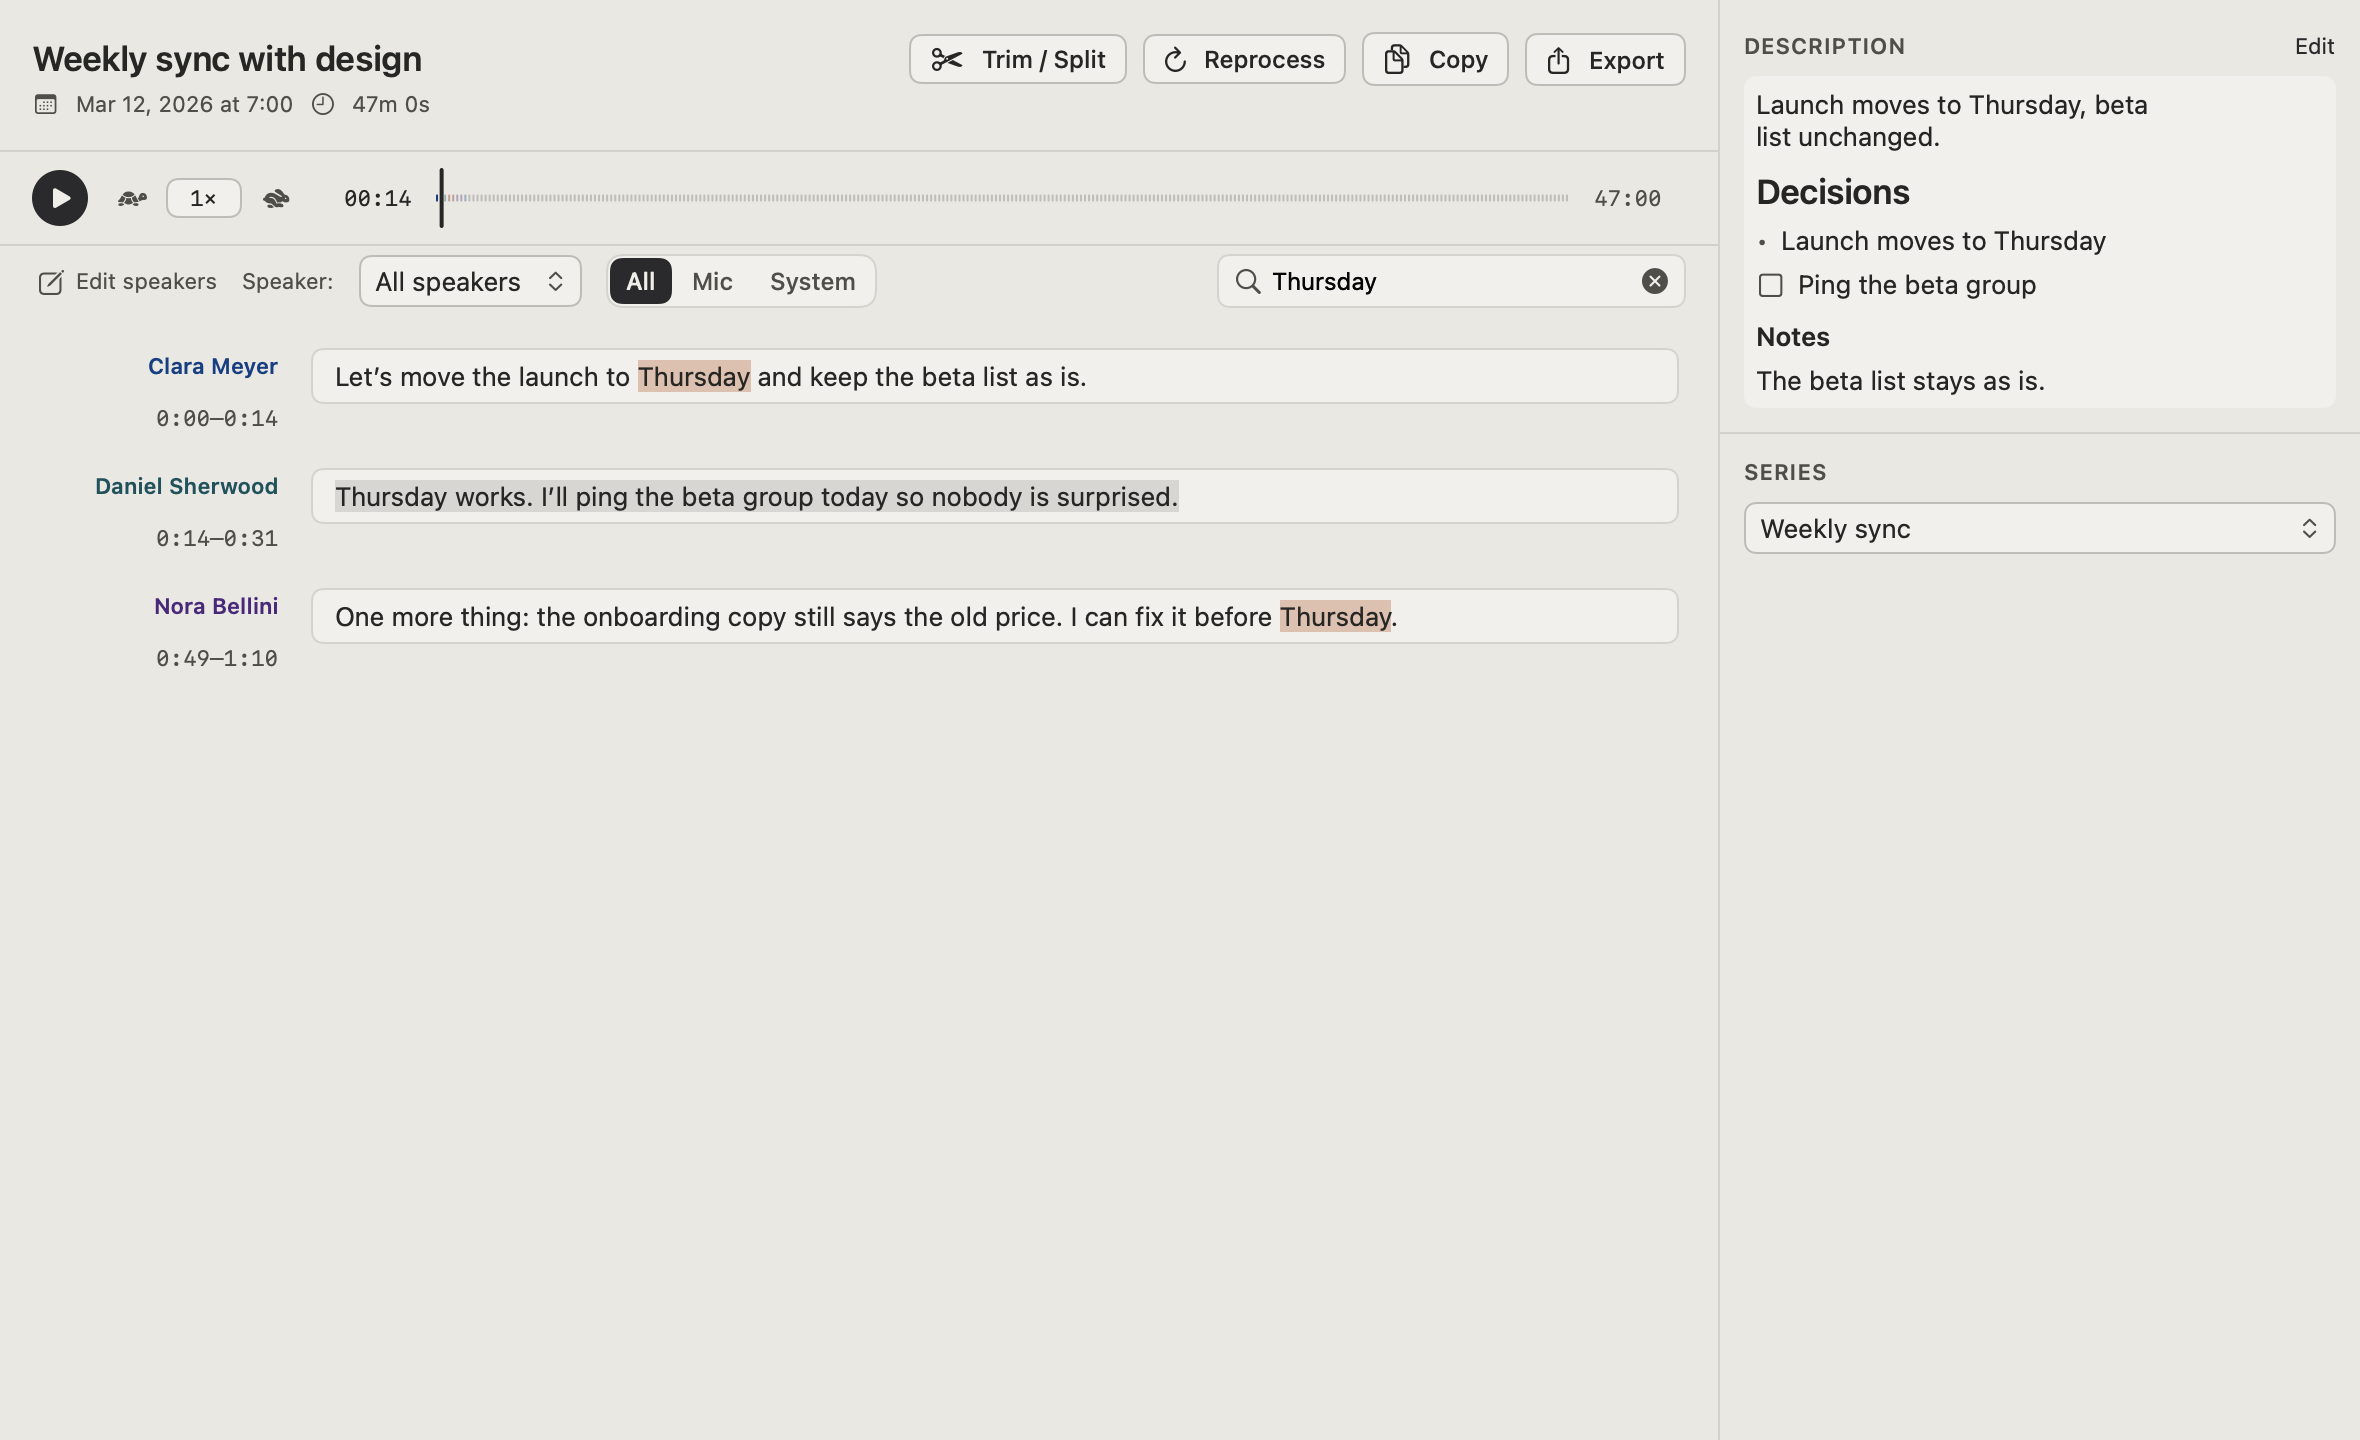 Weekly sync with design
Mar 12, 2026 at 7:00 47m 0s
Trim / Split Reprocess Copy Export
1× 00:14 47:00
Edit speakers Speaker: All speakers All Mic System Thursday
Clara Meyer
0:00–0:14
Let’s move the launch to Thursday and keep the beta list as is.
Daniel Sherwood
0:14–0:31
Thursday works. I’ll ping the beta group today so nobody is surprised.
Nora Bellini
0:49–1:10
One more thing: the onboarding copy still says the old price. I can fix it before Thursday.
DESCRIPTION Edit
Launch moves to Thursday, beta
list unchanged.
Decisions
• Launch moves to Thursday
Ping the beta group
Notes
The beta list stays as is.
SERIES
Weekly sync